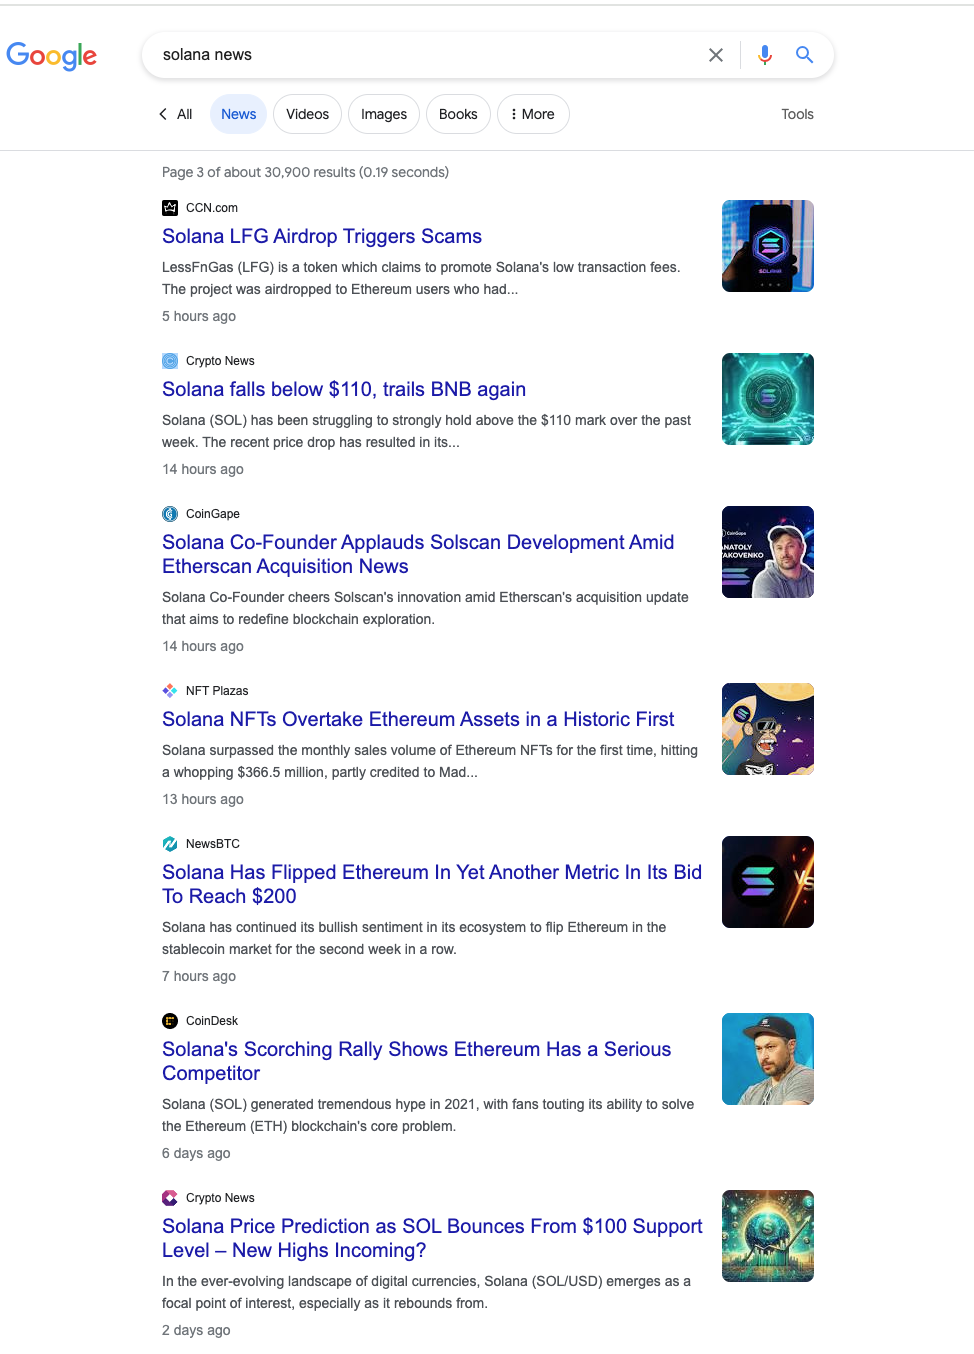 Google
solana news
All News Videos Images Books More Tools
Page 3 of about 30,900 results (0.19 seconds)
CCN.com
Solana LFG Airdrop Triggers Scams
LessFnGas (LFG) is a token which claims to promote Solana's low transaction fees.
The project was airdropped to Ethereum users who had...
5 hours ago
SOLANA
Crypto News
Solana falls below $110, trails BNB again
Solana (SOL) has been struggling to strongly hold above the $110 mark over the past
week. The recent price drop has resulted in its...
14 hours ago
CoinGape
Solana Co-Founder Applauds Solscan Development Amid
Etherscan Acquisition News
Solana Co-Founder cheers Solscan's innovation amid Etherscan's acquisition update
that aims to redefine blockchain exploration.
14 hours ago
CoinGape
ANATOLY
YAKOVENKO
NFT Plazas
Solana NFTs Overtake Ethereum Assets in a Historic First
Solana surpassed the monthly sales volume of Ethereum NFTs for the first time, hitting
a whopping $366.5 million, partly credited to Mad...
13 hours ago
NewsBTC
Solana Has Flipped Ethereum In Yet Another Metric In Its Bid
To Reach $200
Solana has continued its bullish sentiment in its ecosystem to flip Ethereum in the
stablecoin market for the second week in a row.
7 hours ago
VS
CoinDesk
Solana's Scorching Rally Shows Ethereum Has a Serious
Competitor
Solana (SOL) generated tremendous hype in 2021, with fans touting its ability to solve
the Ethereum (ETH) blockchain's core problem.
6 days ago
Crypto News
Solana Price Prediction as SOL Bounces From $100 Support
Level – New Highs Incoming?
In the ever-evolving landscape of digital currencies, Solana (SOL/USD) emerges as a
focal point of interest, especially as it rebounds from.
2 days ago